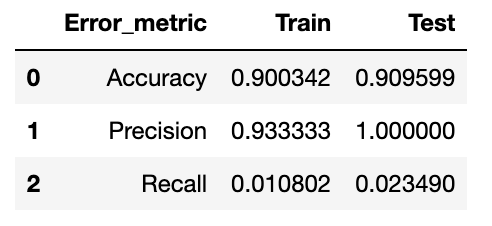 Error_metric Train Test
0 Accuracy 0.900342 0.909599
1 Precision 0.933333 1.000000
2 Recall 0.010802 0.023490